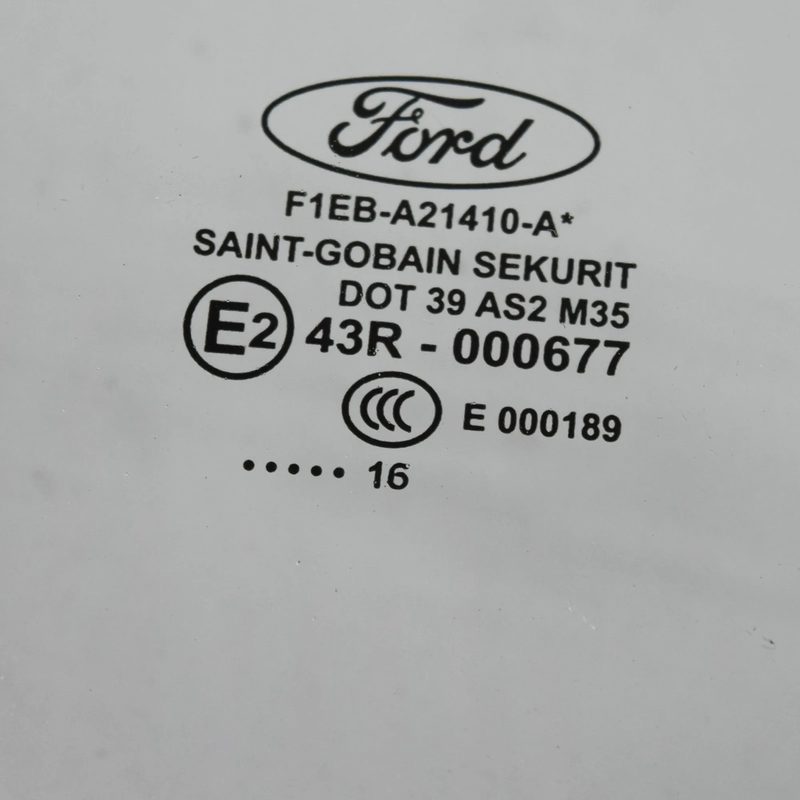 Ford
F1EB-A21410-A*
SAINT-GOBAIN SEKURIT
DOT 39 AS2 M35
E2 43R - 000677
CCC E 000189
..... 16